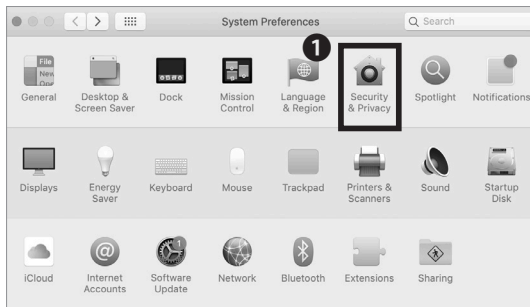 System Preferences
Search
1
File
New
General
Desktop &
Screen Saver
Dock
Mission
Control
Language
& Region
Security
& Privacy
Spotlight
Notifications
Displays
Energy
Saver
Keyboard
Mouse
Trackpad
Printers &
Scanners
Sound
Startup
Disk
iCloud
@
Internet
Accounts
1
Software
Update
Network
Bluetooth
Extensions
Sharing